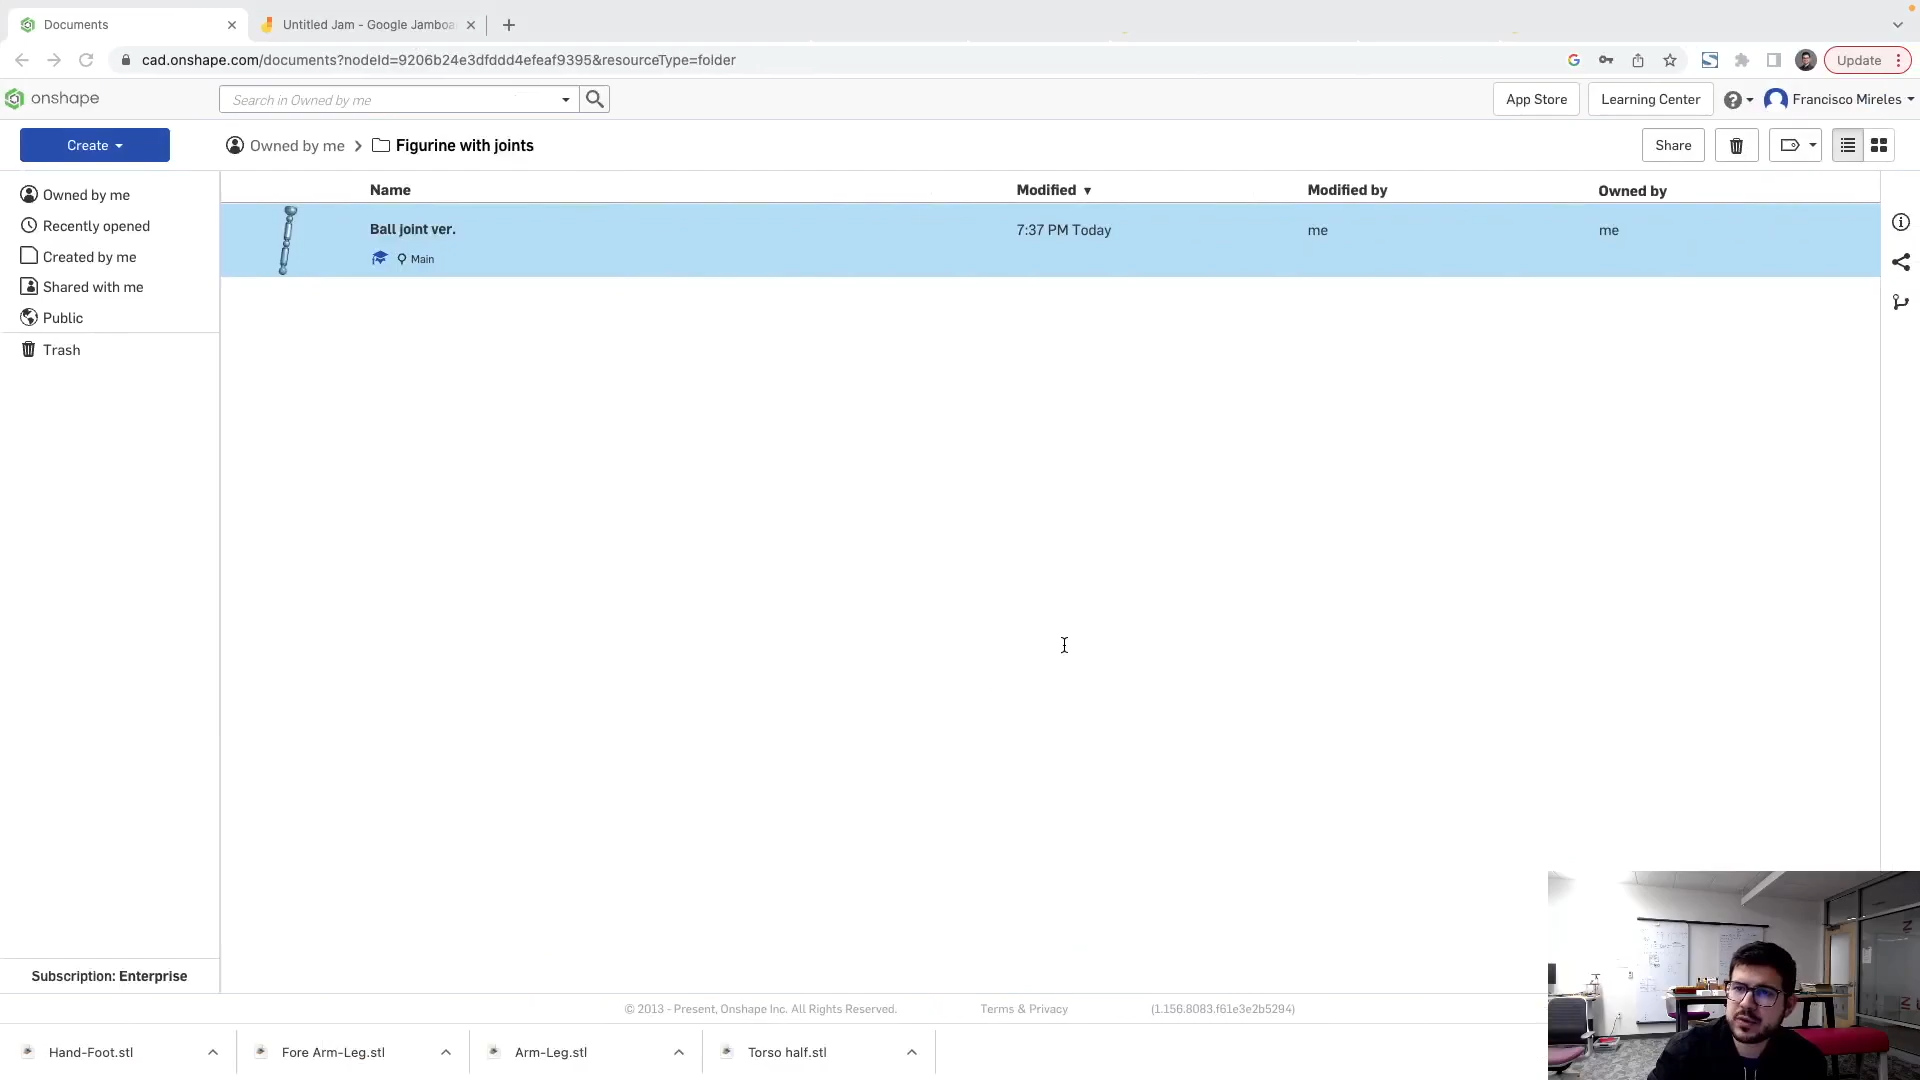 Documents
Untitled Jam - Google Jamboa
cad.onshape.com/documents?nodeId=9206b24e3dfddd4efeaf9395&resourceType=folder
Update
onshape
Search in Owned by me
App Store
Learning Center
Francisco Mireles
Create
Owned by me
Figurine with joints
Share
Owned by me
Recently opened
Created by me
Shared with me
Public
Trash
Name
Modified
Modified by
Owned by
Ball joint ver.
Main
7:37 PM Today
me
me
Subscription: Enterprise
© 2013 - Present, Onshape Inc. All Rights Reserved.
Terms & Privacy
(1.156.8083.f61e3e2b5294)
Hand-Foot.stl
Fore Arm-Leg.stl
Arm-Leg.stl
Torso half.stl